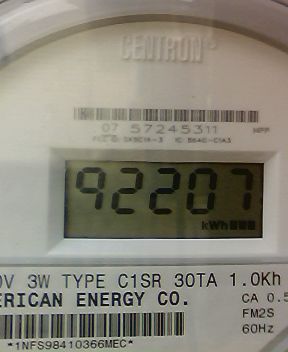 CENTRON®
07 57245311
92207
kWh
0V 3W TYPE C1SR 30TA 1.0Kh
ERICAN ENERGY CO.
CA 0.5
FM2S
60Hz
*1NFS98410366MEC*